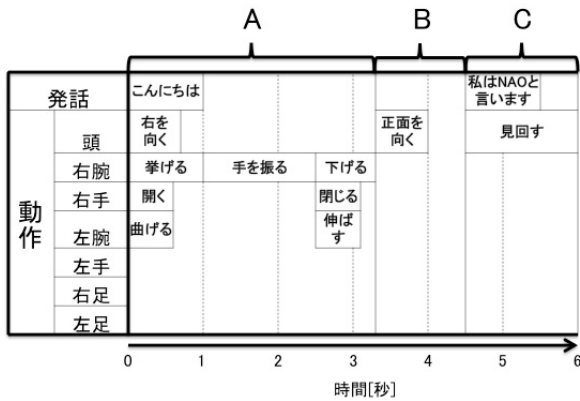 A
B
C
発話
こんにちは
私はNAOと
言います
動作
頭
右を
向く
正面を
向く
見回す
右腕
挙げる
手を振る
下げる
右手
開く
閉じる
左腕
曲げる
伸ば
す
左手
右足
左足
0 1 2 3 4 5 6
時間[秒]